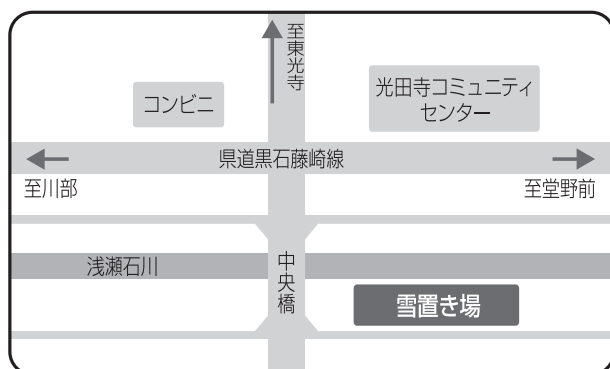 至東光寺
コンビニ
光田寺コミュニティ
センター
県道黒石藤崎線
至川部
至堂野前
浅瀬石川
中央橋
雪置き場